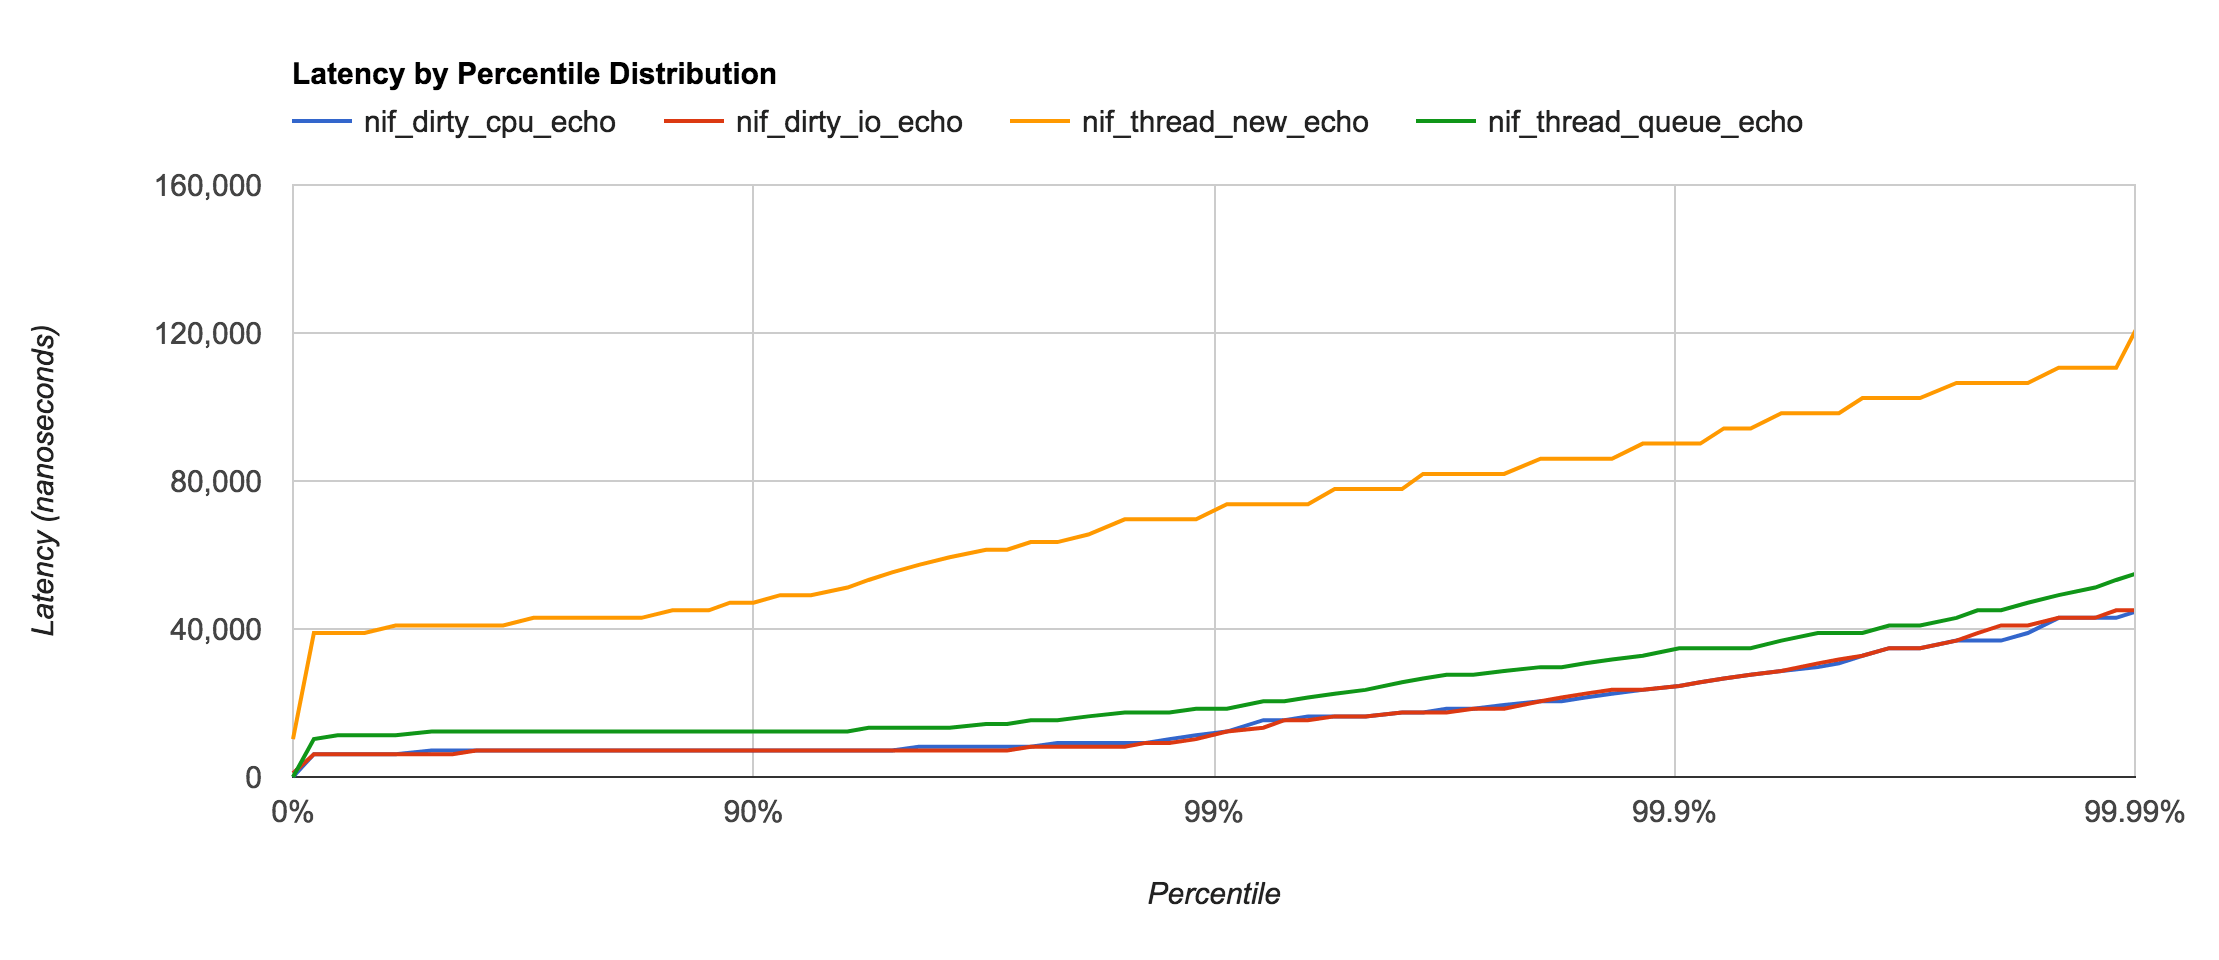 Latency by Percentile Distribution
nif_dirty_cpu_echo nif_dirty_io_echo nif_thread_new_echo nif_thread_queue_echo
160,000
120,000
80,000
40,000
0
Latency (nanoseconds)
0% 90% 99% 99.9% 99.99%
Percentile